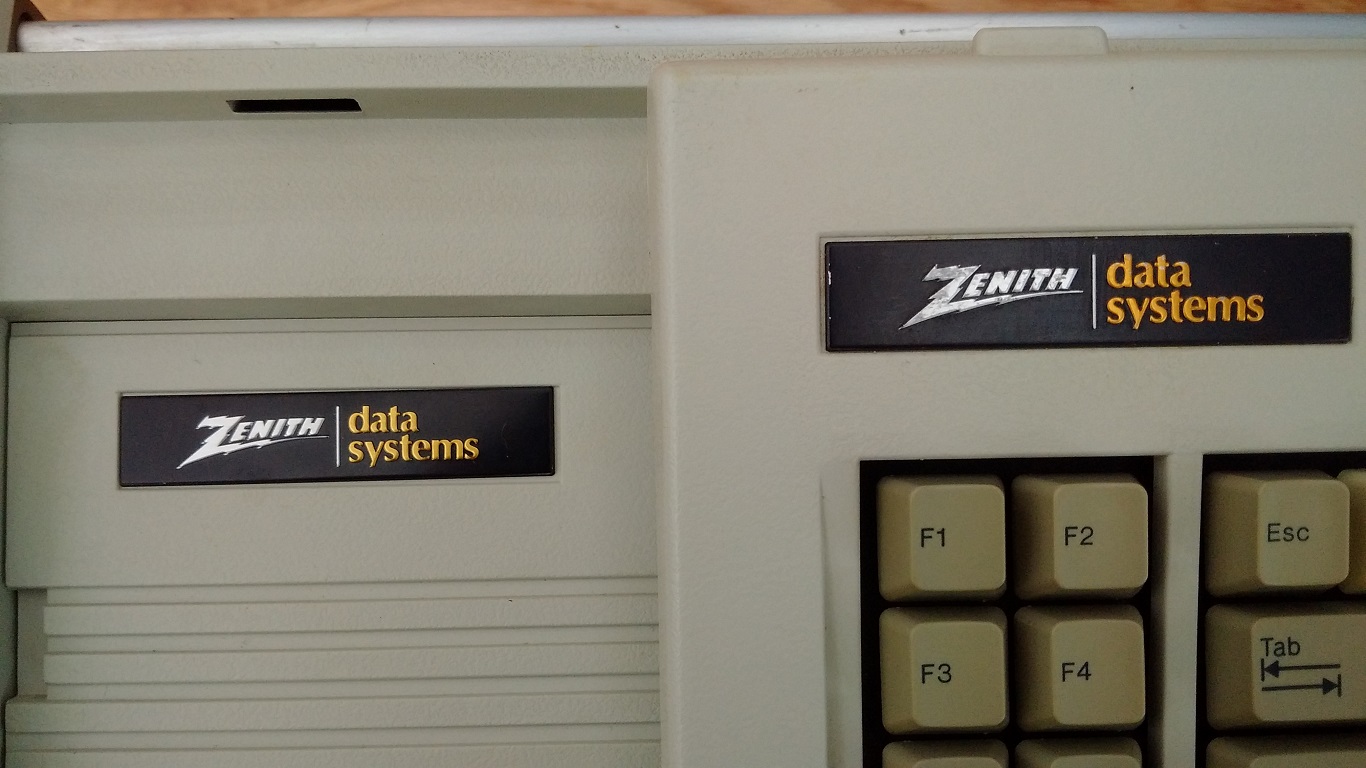 ZENITH data
systems
ZENITH data
systems
F1 F2 Esc
F3 F4 Tab